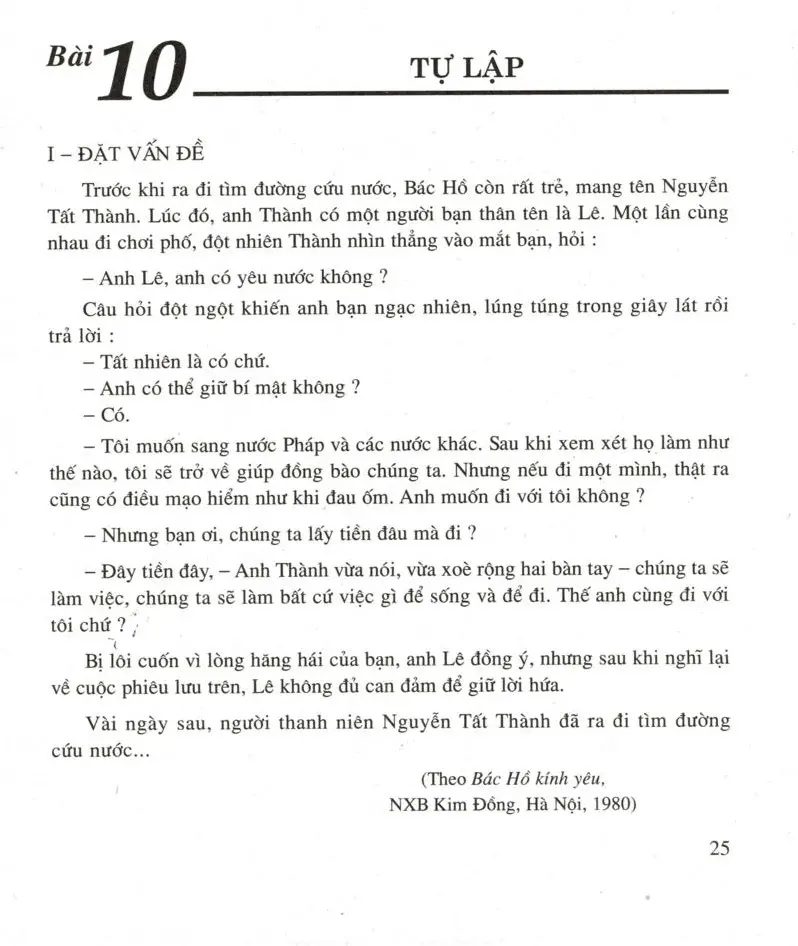 Bài 10
TỰ LẬP
I – ĐẶT VẤN ĐỀ
Trước khi ra đi tìm đường cứu nước, Bác Hồ còn rất trẻ, mang tên Nguyễn
Tất Thành. Lúc đó, anh Thành có một người bạn thân tên là Lê. Một lần cùng
nhau đi chơi phố, đột nhiên Thành nhìn thẳng vào mắt bạn, hỏi :
– Anh Lê, anh có yêu nước không ?
Câu hỏi đột ngột khiến anh bạn ngạc nhiên, lúng túng trong giây lát rồi
trả lời :
– Tất nhiên là có chứ.
– Anh có thể giữ bí mật không ?
– Có.
– Tôi muốn sang nước Pháp và các nước khác. Sau khi xem xét họ làm như
thế nào, tôi sẽ trở về giúp đồng bào chúng ta. Nhưng nếu đi một mình, thật ra
cũng có điều mạo hiểm như khi đau ốm. Anh muốn đi với tôi không ?
– Nhưng bạn ơi, chúng ta lấy tiền đâu mà đi ?
– Đây tiền đây, – Anh Thành vừa nói, vừa xoè rộng hai bàn tay – chúng ta sẽ
làm việc, chúng ta sẽ làm bất cứ việc gì để sống và để đi. Thế anh cùng đi với
tôi chứ ?
Bị lôi cuốn vì lòng hăng hái của bạn, anh Lê đồng ý, nhưng sau khi nghĩ lại
về cuộc phiêu lưu trên, Lê không đủ can đảm để giữ lời hứa.
Vài ngày sau, người thanh niên Nguyễn Tất Thành đã ra đi tìm đường
cứu nước...
(Theo Bác Hồ kính yêu,
NXB Kim Đồng, Hà Nội, 1980)
25